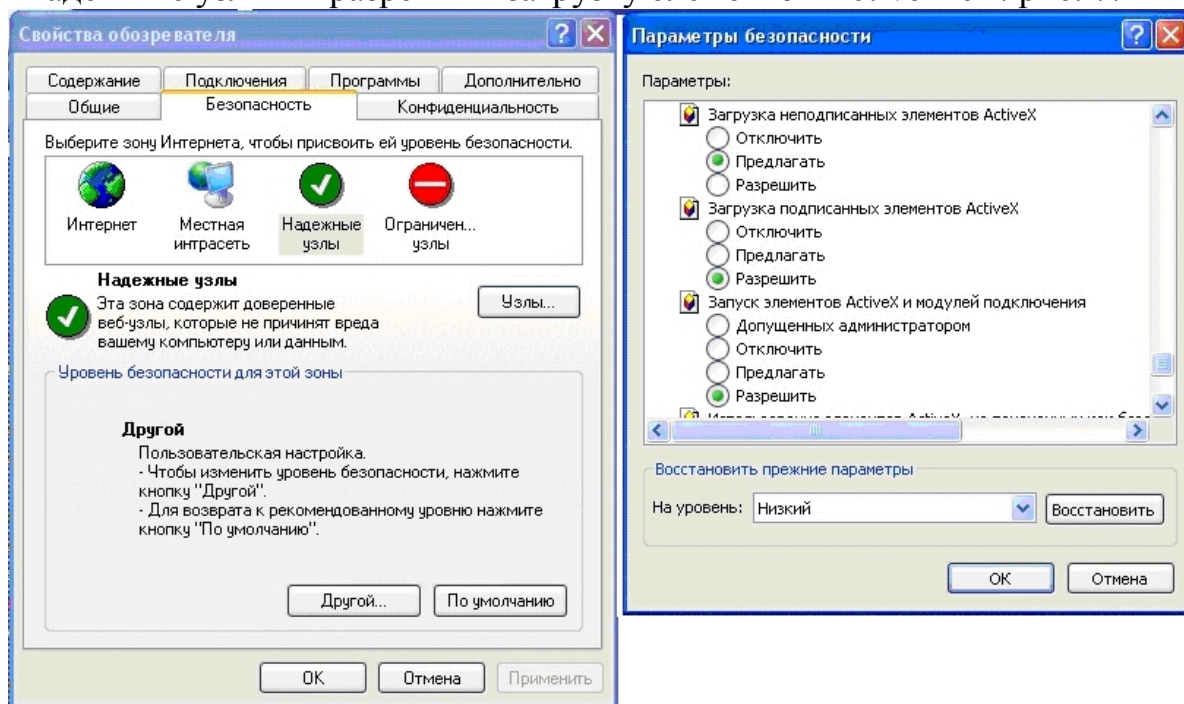 Свойства обозревателя
Содержание Подключения Программы Дополнительно
Общие Безопасность Конфиденциальность
Выберите зону Интернета, чтобы присвоить ей уровень безопасности.
Интернет
Местная интрасеть
Надежные узлы
Ограничен... узлы
Надежные узлы
Эта зона содержит доверенные
веб-узлы, которые не причинят вреда
вашему компьютеру или данным.
Узлы...
Уровень безопасности для этой зоны
Другой
Пользовательская настройка.
- Чтобы изменить уровень безопасности, нажмите
кнопку "Другой".
- Для возврата к рекомендованному уровню нажмите
кнопку "По умолчанию".
Другой... По умолчанию
OK Отмена Применить
Параметры безопасности
Параметры:
Загрузка неподписанных элементов ActiveX
Отключить
Предлагать
Разрешить
Загрузка подписанных элементов ActiveX
Отключить
Предлагать
Разрешить
Запуск элементов ActiveX и модулей подключения
Допущенных администратором
Отключить
Предлагать
Разрешить
Восстановить прежние параметры
На уровень: Низкий Восстановить
OK Отмена